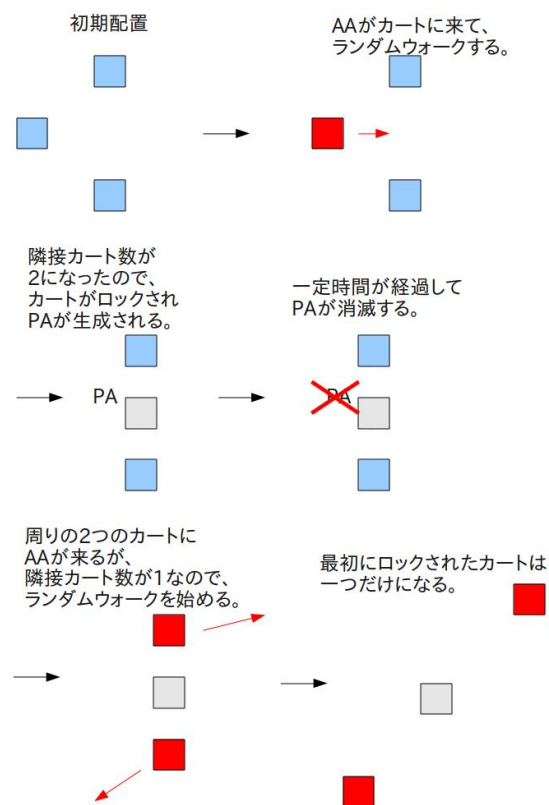 初期配置
AAがカートに来て、
ランダムウォークする。
隣接カート数が
2になったので、
カートがロックされ
PAが生成される。
一定時間が経過して
PAが消滅する。
PA
PA
周りの2つのカートに
AAが来るが、
隣接カート数が1なので、
ランダムウォークを始める。
最初にロックされたカートは
一つだけになる。